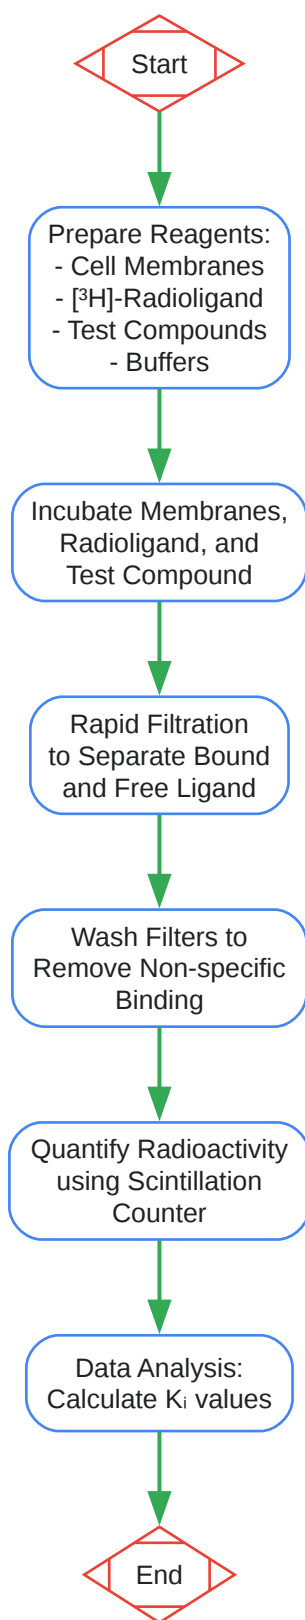 Start
Prepare Reagents:
- Cell Membranes
- [³H]-Radioligand
- Test Compounds
- Buffers
Incubate Membranes,
Radioligand, and
Test Compound
Rapid Filtration
to Separate Bound
and Free Ligand
Wash Filters to
Remove Non-specific
Binding
Quantify Radioactivity
using Scintillation
Counter
Data Analysis:
Calculate Kᵢ values
End